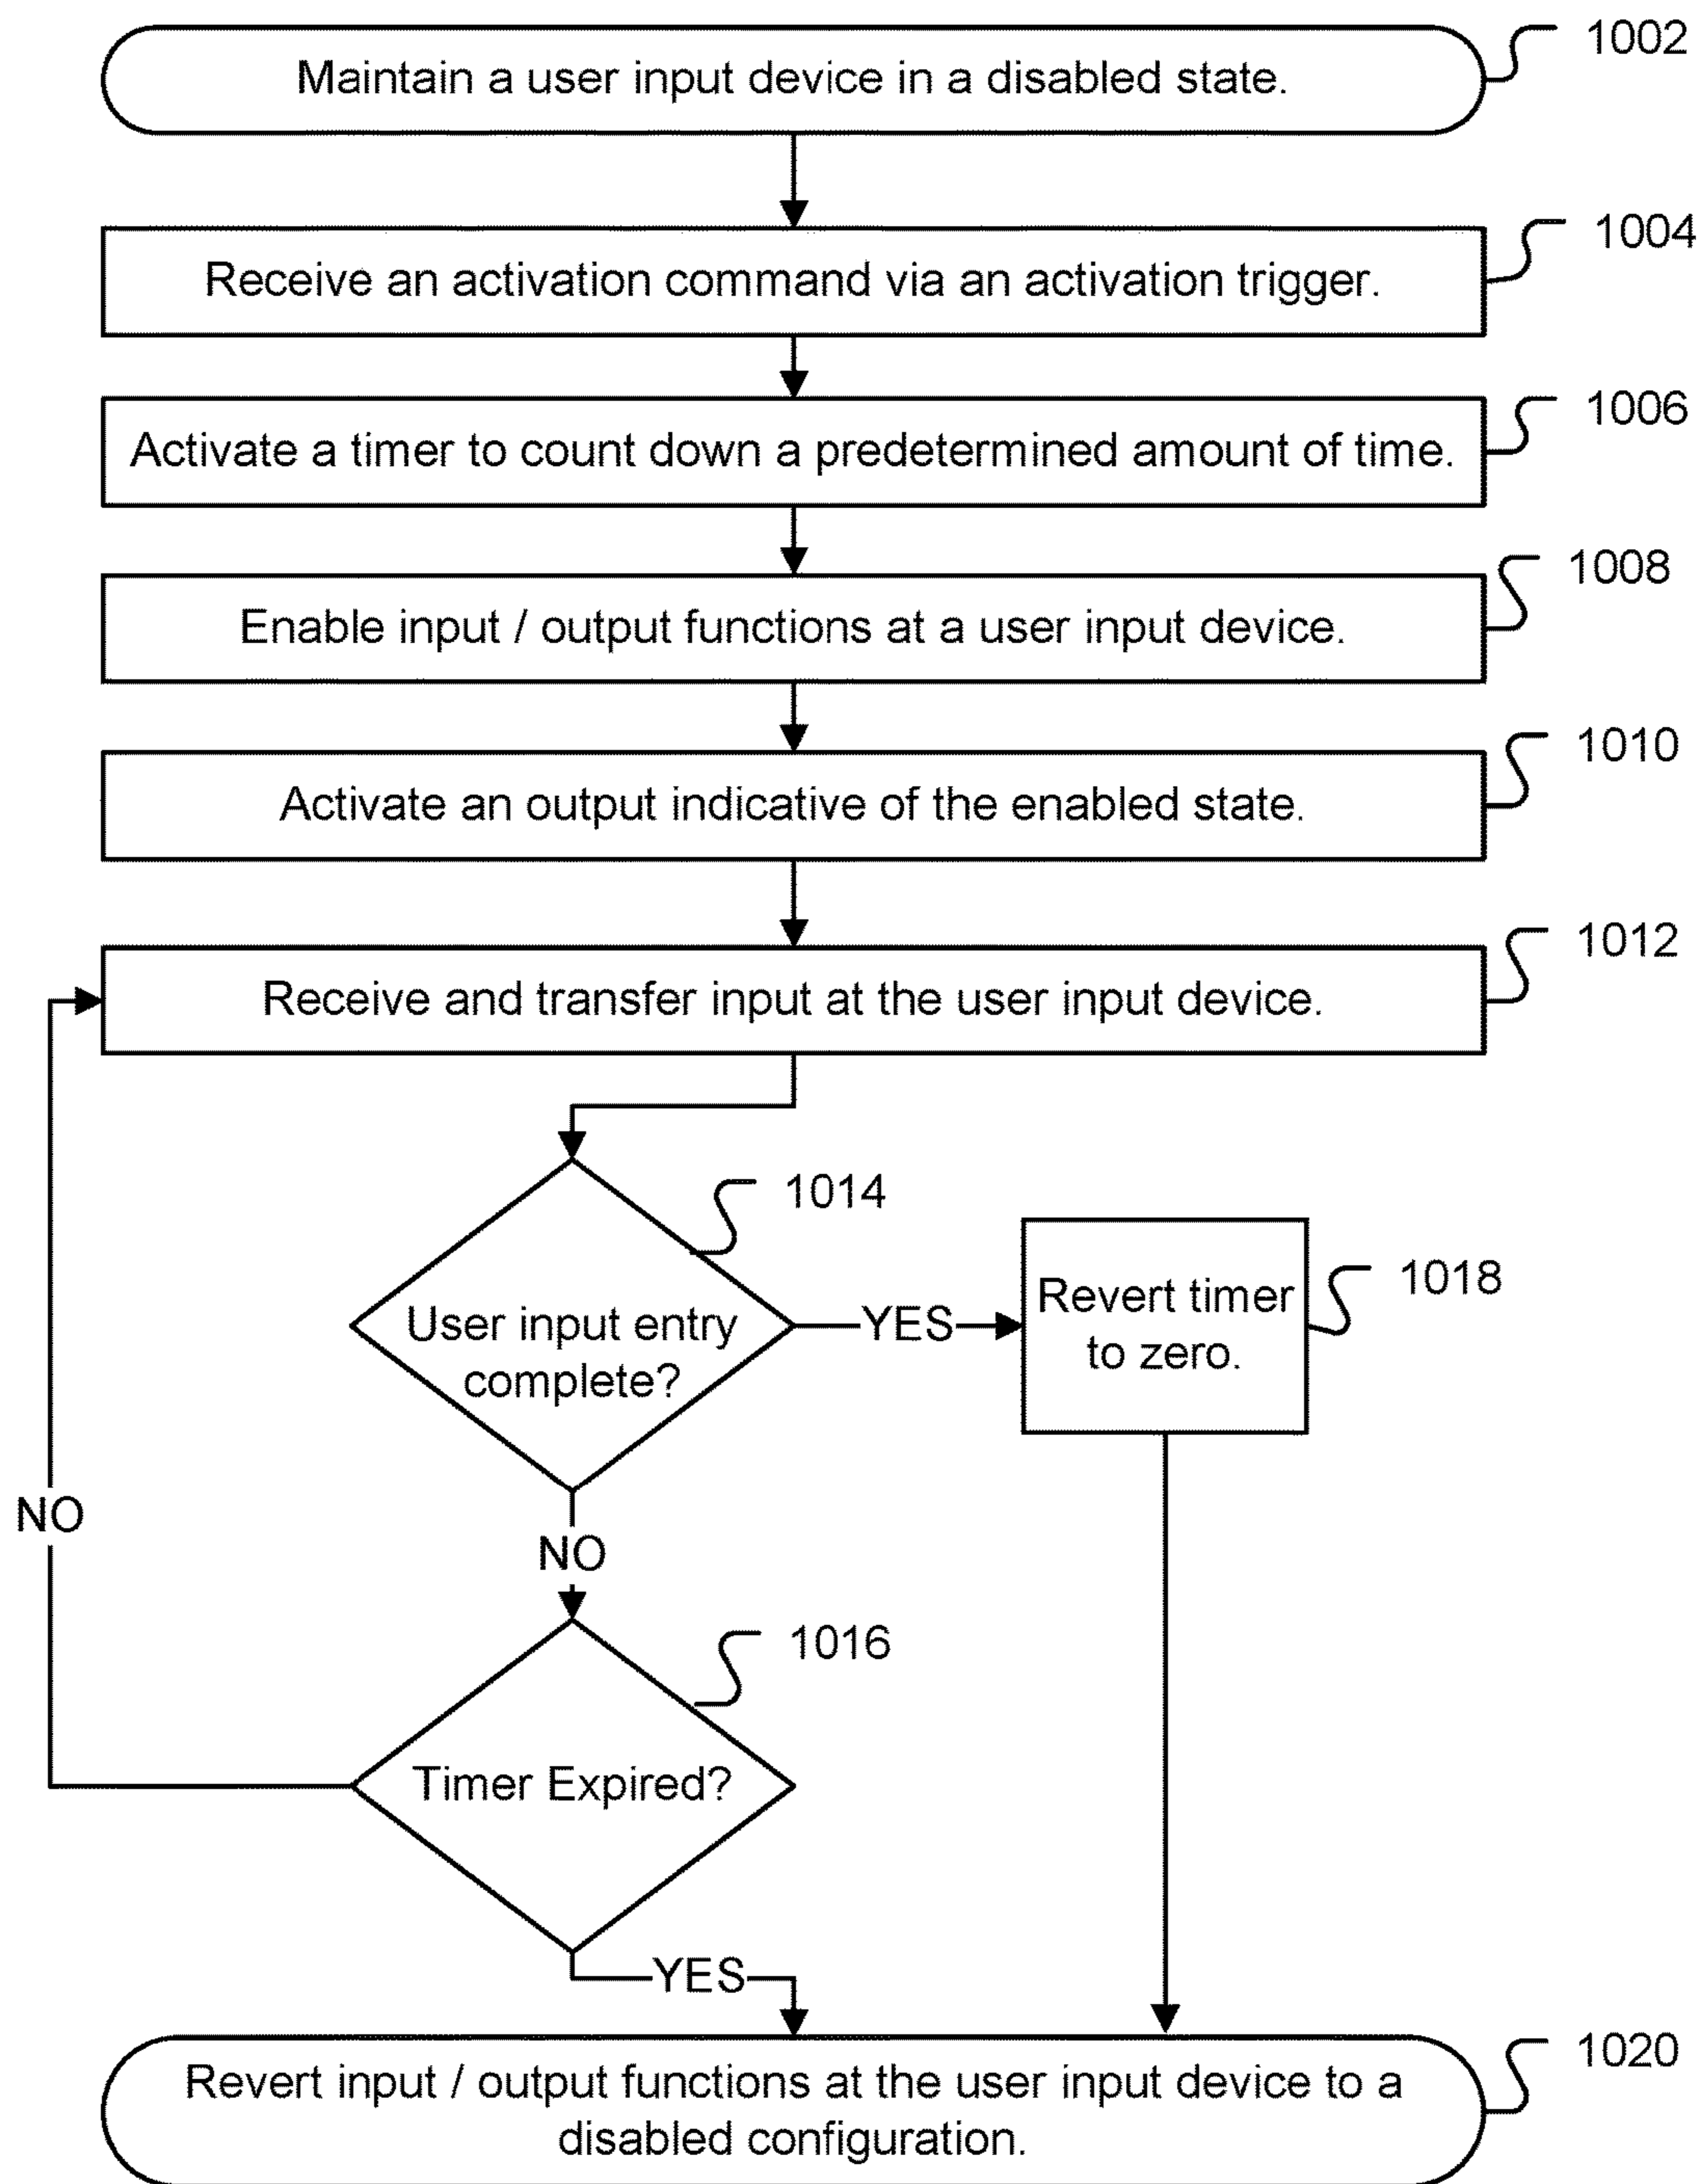 1002
Maintain a user input device in a disabled state.
1004
Receive an activation command via an activation trigger.
1006
Activate a timer to count down a predetermined amount of time.
1008
Enable input / output functions at a user input device.
1010
Activate an output indicative of the enabled state.
1012
Receive and transfer input at the user input device.
1014
User input entry
complete?
YES
Revert timer
to zero.
1018
NO
NO
1016
Timer Expired?
YES
1020
Revert input / output functions at the user input device to a
disabled configuration.